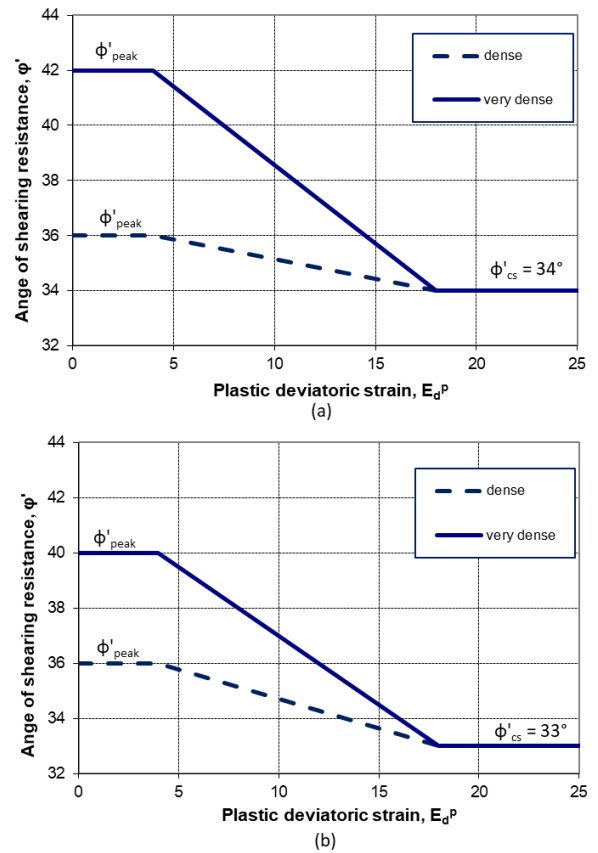 44
ϕ'peak
42
40
38
36
ϕ'peak
34
32
dense
very dense
ϕ'cs = 34°
0 5 10 15 20 25
Ange of shearing resistance, φ'
Plastic deviatoric strain, Edᵖ
(a)
44
42
40
ϕ'peak
38
36
ϕ'peak
34
32
dense
very dense
ϕ'cs = 33°
0 5 10 15 20 25
Ange of shearing resistance, φ'
Plastic deviatoric strain, Edᵖ
(b)